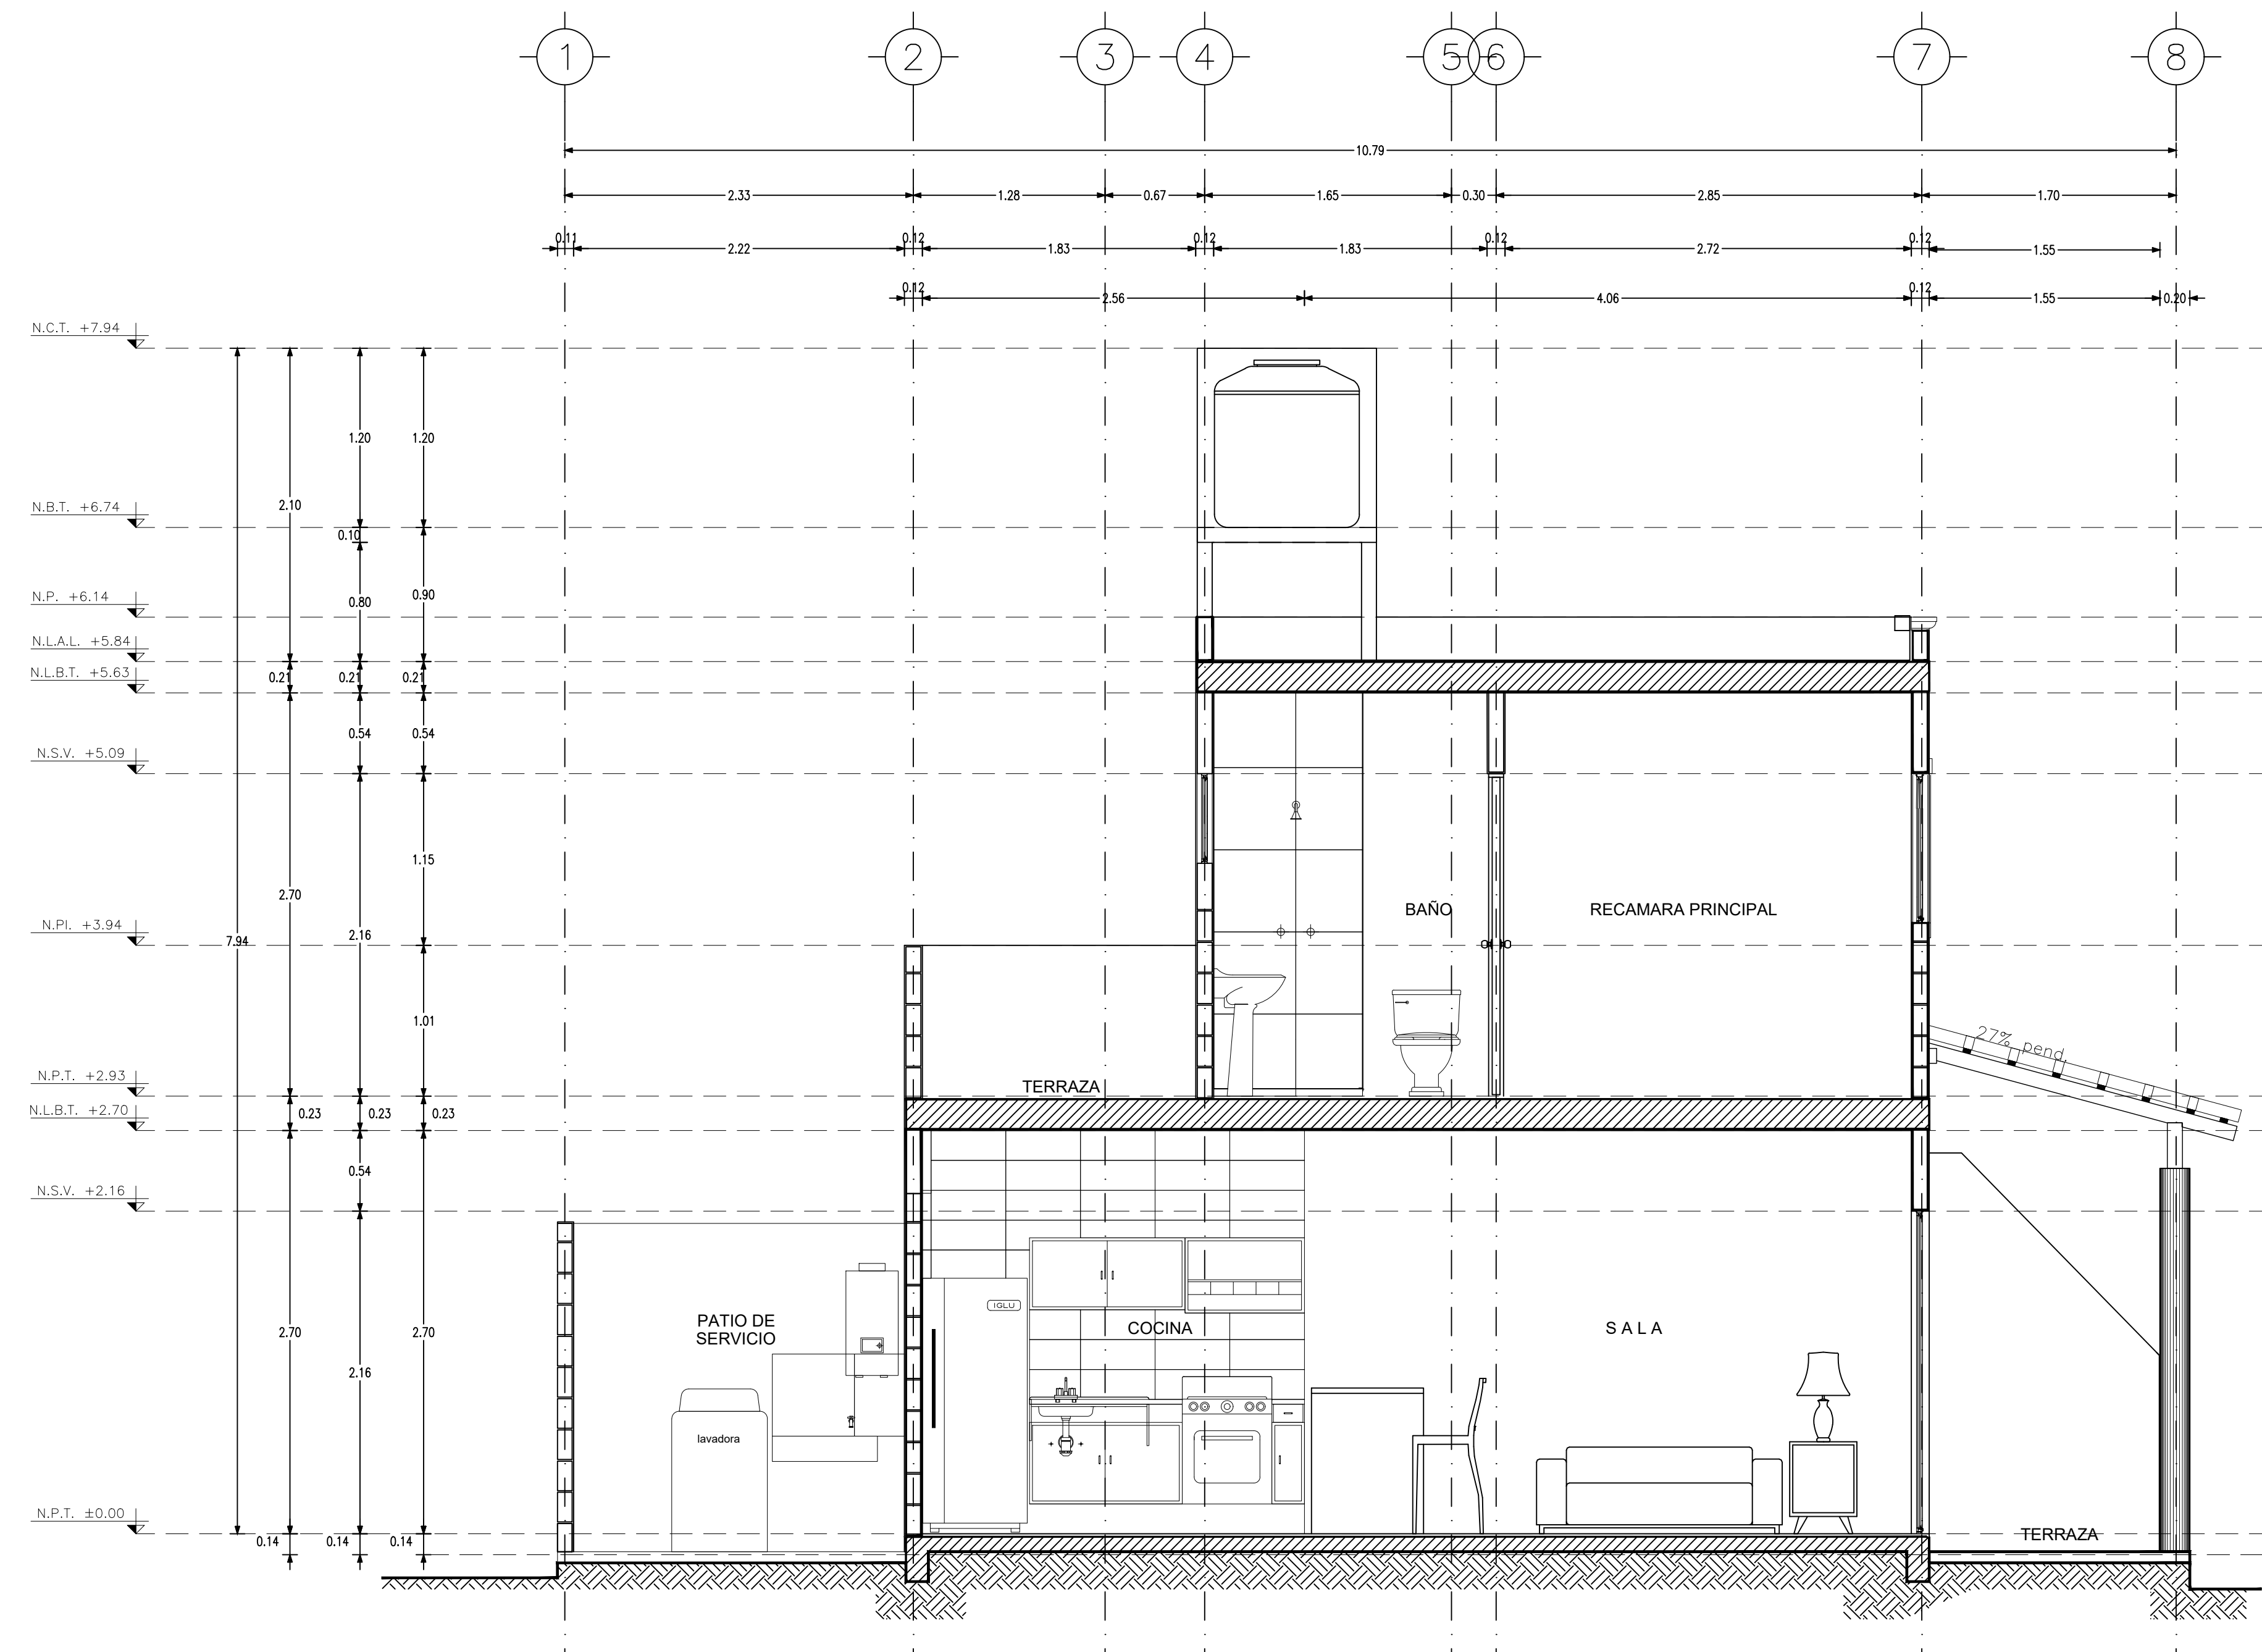 1 2 3 4 5 6 7 8
10.79
2.33 1.28 0.67 1.65 0.30 2.85 1.70
0.11 2.22 0.12 1.83 0.12 1.83 0.12 2.72 0.12 1.55
0.12 2.56 4.06 0.12 1.55 0.20
N.C.T. +7.94
1.20 1.20
N.B.T. +6.74
2.10
0.10
N.P. +6.14
0.80 0.90
N.L.A.L. +5.84
N.L.B.T. +5.63
0.21 0.21 0.21
0.54 0.54
N.S.V. +5.09
1.15
2.70
BAÑO RECAMARA PRINCIPAL
N.PI. +3.94
7.94 2.16
1.01
27% pend.
N.P.T. +2.93
TERRAZA
N.L.B.T. +2.70
0.23 0.23 0.23
0.54
N.S.V. +2.16
IGLU
PATIO DE
SERVICIO
COCINA
S A L A
2.70 2.70
2.16
lavadora
N.P.T. ±0.00
TERRAZA
0.14 0.14 0.14